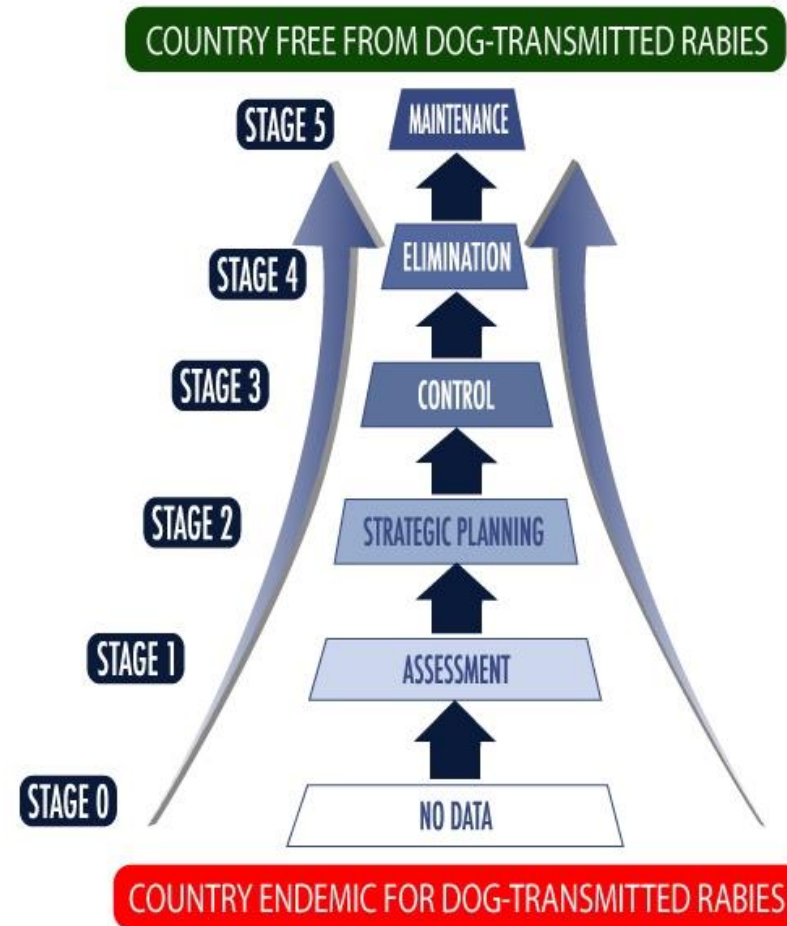 COUNTRY FREE FROM DOG-TRANSMITTED RABIES
STAGE 5
MAINTENANCE
STAGE 4
ELIMINATION
STAGE 3
CONTROL
STAGE 2
STRATEGIC PLANNING
STAGE 1
ASSESSMENT
STAGE 0
NO DATA
COUNTRY ENDEMIC FOR DOG-TRANSMITTED RABIES